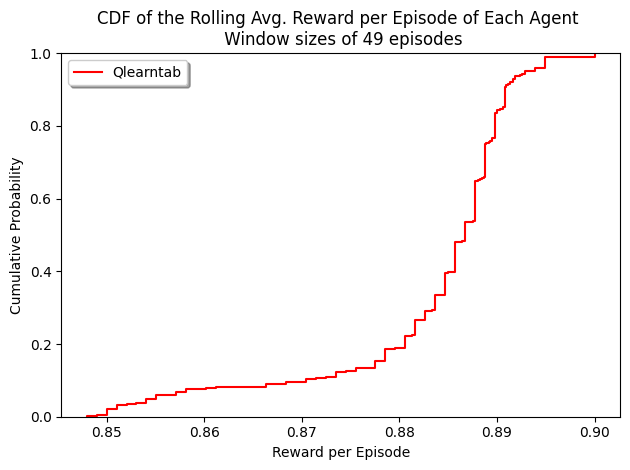 CDF of the Rolling Avg. Reward per Episode of Each Agent
Window sizes of 49 episodes
Qlearntab
1.0
0.8
0.6
0.4
0.2
0.0
Cumulative Probability
0.85 0.86 0.87 0.88 0.89 0.90
Reward per Episode